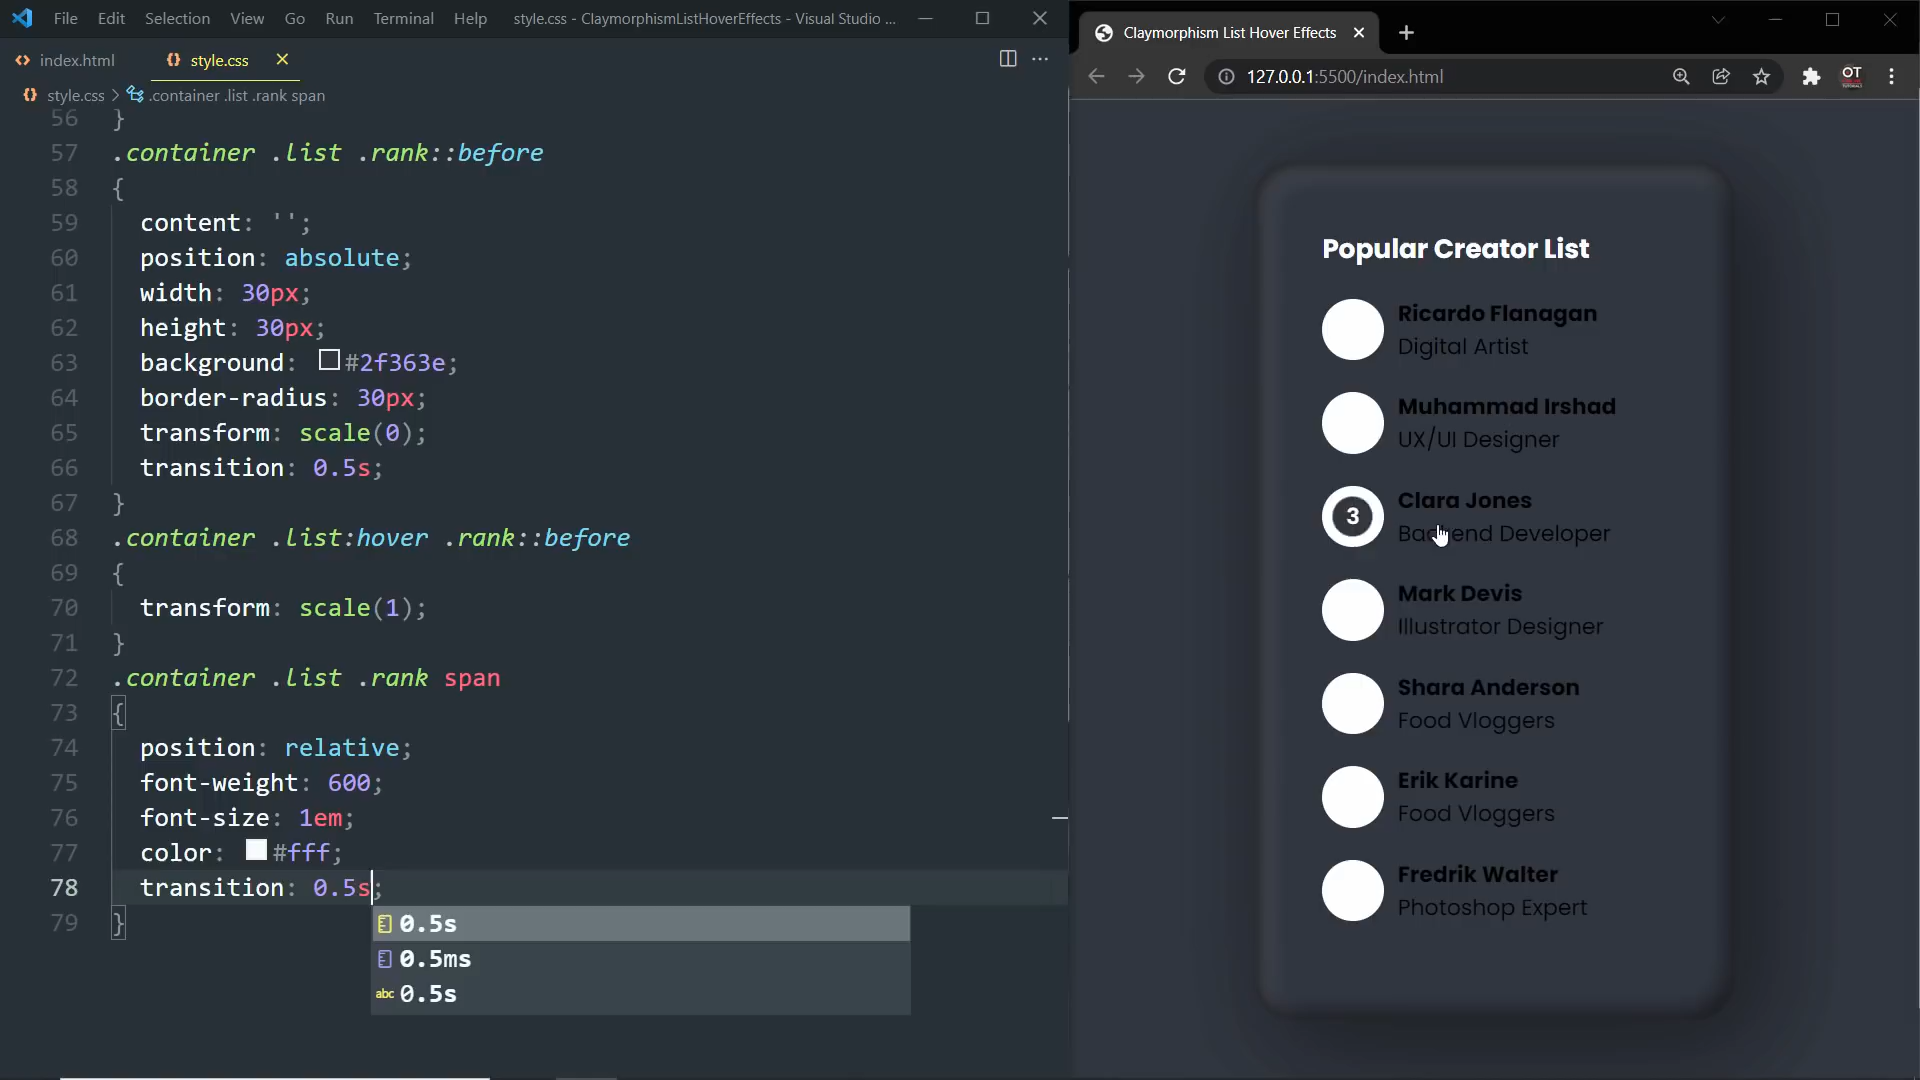 File Edit Selection View Go Run Terminal Help style.css - ClaymorphismListHoverEffects - Visual Studio ...
index.html style.css
style.css > .container .list .rank span
56 }
57 .container .list .rank::before
58 {
59 content: '';
60 position: absolute;
61 width: 30px;
62 height: 30px;
63 background: #2f363e;
64 border-radius: 30px;
65 transform: scale(0);
66 transition: 0.5s;
67 }
68 .container .list:hover .rank::before
69 {
70 transform: scale(1);
71 }
72 .container .list .rank span
73 {
74 position: relative;
75 font-weight: 600;
76 font-size: 1em;
77 color: #fff;
78 transition: 0.5s;
79 }
0.5s
0.5ms
abc 0.5s
Claymorphism List Hover Effects
127.0.0.1:5500/index.html
OT
Popular Creator List
Ricardo Flanagan
Digital Artist
Muhammad Irshad
UX/UI Designer
3
Clara Jones
Backend Developer
Mark Devis
Illustrator Designer
Shara Anderson
Food Vloggers
Erik Karine
Food Vloggers
Fredrik Walter
Photoshop Expert